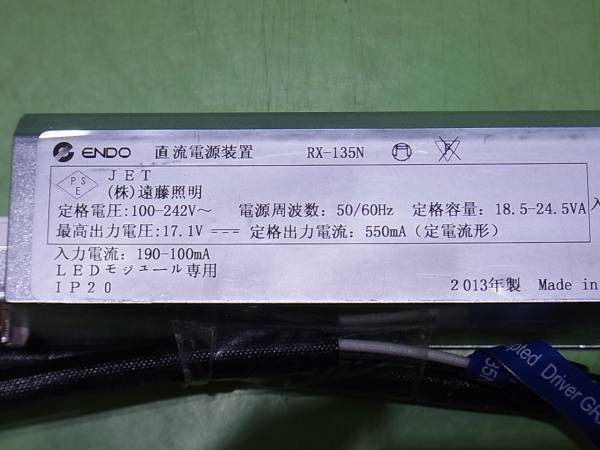 ENDO 直流電源装置 RX-135N
PS
E
JET
(株)遠藤照明
定格電圧:100-242V～ 電源周波数: 50/60Hz 定格容量: 18.5-24.5VA
最高出力電圧:17.1V 定格出力電流: 550mA (定電流形)
入
入力電流: 190-100mA
LEDモジュール専用
IP20
2013年製 Made in
pted Driver GR
35